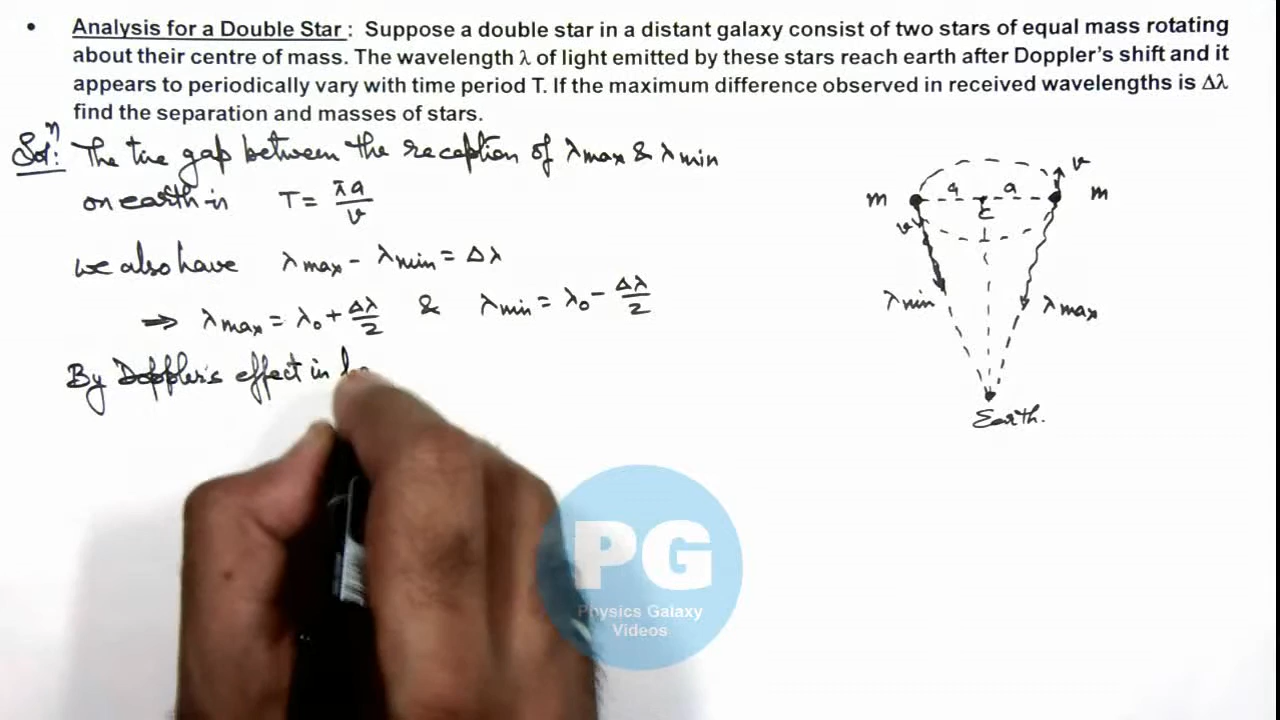 • Analysis for a Double Star : Suppose a double star in a distant galaxy consist of two stars of equal mass rotating
about their centre of mass. The wavelength λ of light emitted by these stars reach earth after Doppler's shift and it
appears to periodically vary with time period T. If the maximum difference observed in received wavelengths is Δλ
find the separation and masses of stars.
Solⁿ: The time gap between the reception of λmax & λmin
on earth is T = πa/v
we also have λmax - λmin = Δλ
⇒ λmax = λ₀ + Δλ/2 & λmin = λ₀ - Δλ/2
By Doppler's effect in
v
m a a m
C
v
λmin λmax
Earth.
PG
Physics Galaxy
Videos